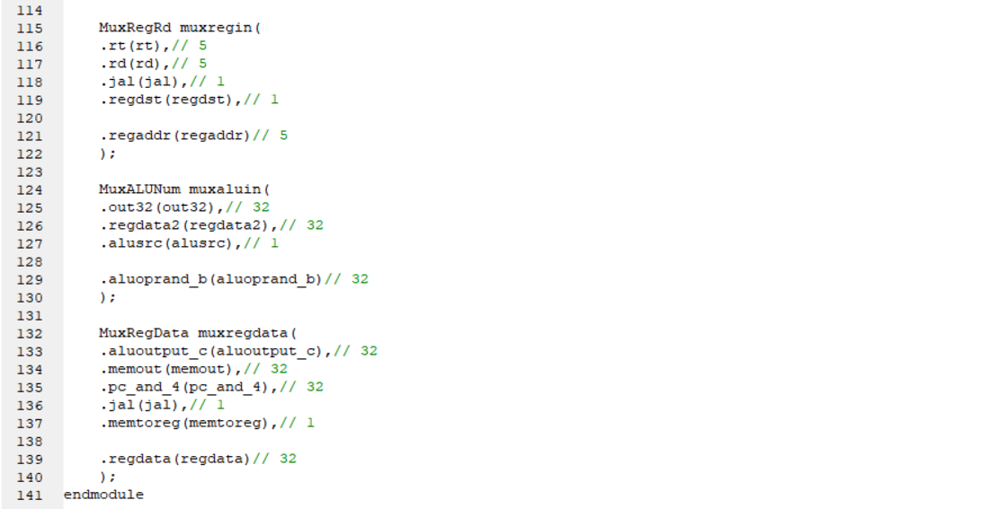 114
115 MuxRegRd muxregin(
116 .rt(rt),// 5
117 .rd(rd),// 5
118 .jal(jal),// 1
119 .regdst(regdst),// 1
120
121 .regaddr(regaddr)// 5
122 );
123
124 MuxALUNum muxaluin(
125 .out32(out32),// 32
126 .regdata2(regdata2),// 32
127 .alusrc(alusrc),// 1
128
129 .aluoprand_b(aluoprand_b)// 32
130 );
131
132 MuxRegData muxregdata(
133 .aluoutput_c(aluoutput_c),// 32
134 .memout(memout),// 32
135 .pc_and_4(pc_and_4),// 32
136 .jal(jal),// 1
137 .memtoreg(memtoreg),// 1
138
139 .regdata(regdata)// 32
140 );
141 endmodule